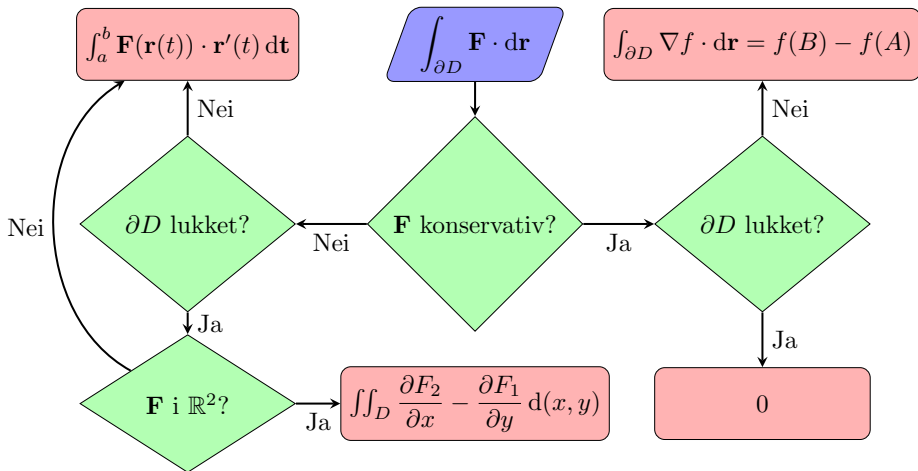 ∫_a^b F(r(t)) · r′(t) dt
∫_{∂D} F · dr
∫_{∂D} ∇f · dr = f(B) − f(A)
Nei
Nei
Nei
∂D lukket?
Nei
F konservativ?
Ja
∂D lukket?
Ja
Ja
F i ℝ²?
Ja
∬_D ∂F₂/∂x − ∂F₁/∂y d(x, y)
0